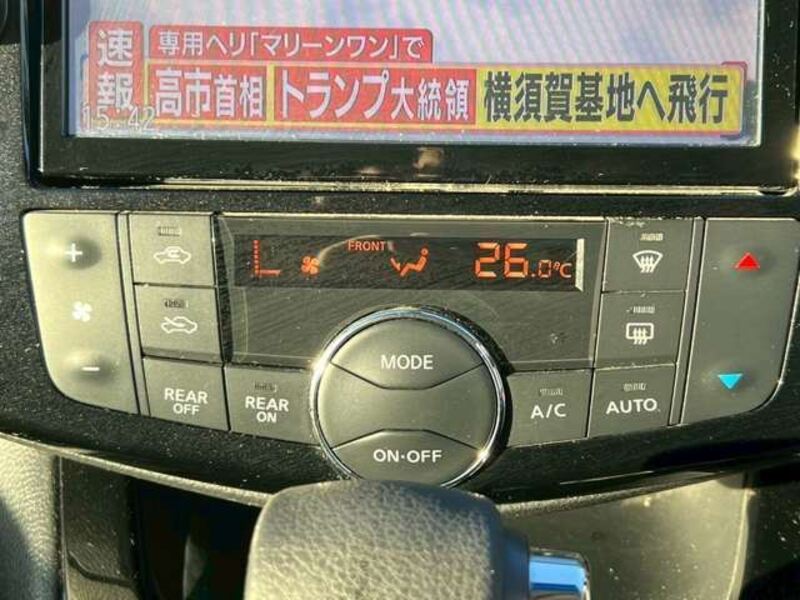 速報
専用ヘリ「マリーンワン」で
高市首相 トランプ大統領 横須賀基地へ飛行
15:42
FRONT
26.0°C
+
−
MODE
REAR OFF
REAR ON
A/C
AUTO
ON·OFF